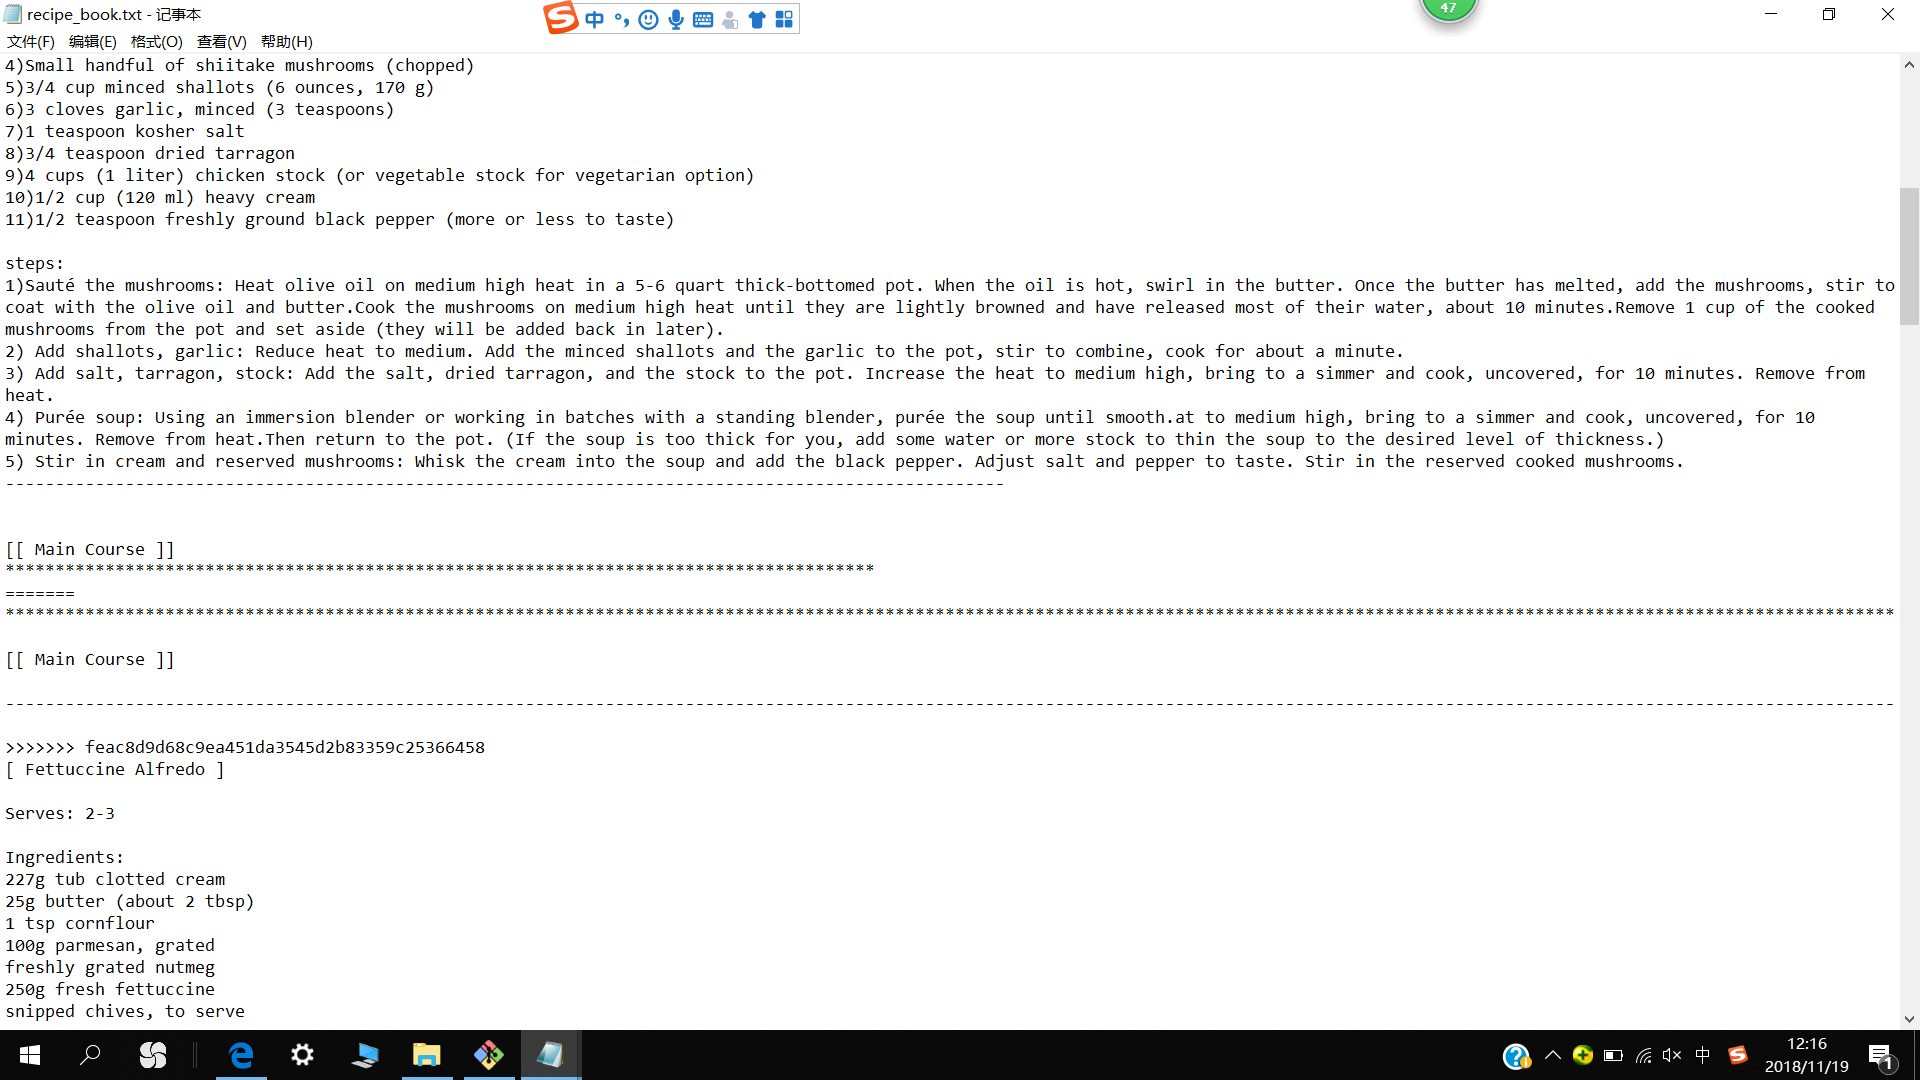 recipe_book.txt - 记事本
中
47
文件(F) 编辑(E) 格式(O) 查看(V) 帮助(H)
4)Small handful of shiitake mushrooms (chopped)
5)3/4 cup minced shallots (6 ounces, 170 g)
6)3 cloves garlic, minced (3 teaspoons)
7)1 teaspoon kosher salt
8)3/4 teaspoon dried tarragon
9)4 cups (1 liter) chicken stock (or vegetable stock for vegetarian option)
10)1/2 cup (120 ml) heavy cream
11)1/2 teaspoon freshly ground black pepper (more or less to taste)
steps:
1)Sauté the mushrooms: Heat olive oil on medium high heat in a 5-6 quart thick-bottomed pot. When the oil is hot, swirl in the butter. Once the butter has melted, add the mushrooms, stir to
coat with the olive oil and butter.Cook the mushrooms on medium high heat until they are lightly browned and have released most of their water, about 10 minutes.Remove 1 cup of the cooked
mushrooms from the pot and set aside (they will be added back in later).
2) Add shallots, garlic: Reduce heat to medium. Add the minced shallots and the garlic to the pot, stir to combine, cook for about a minute.
3) Add salt, tarragon, stock: Add the salt, dried tarragon, and the stock to the pot. Increase the heat to medium high, bring to a simmer and cook, uncovered, for 10 minutes. Remove from
heat.
4) Purée soup: Using an immersion blender or working in batches with a standing blender, purée the soup until smooth.at to medium high, bring to a simmer and cook, uncovered, for 10
minutes. Remove from heat.Then return to the pot. (If the soup is too thick for you, add some water or more stock to thin the soup to the desired level of thickness.)
5) Stir in cream and reserved mushrooms: Whisk the cream into the soup and add the black pepper. Adjust salt and pepper to taste. Stir in the reserved cooked mushrooms.
----------------------------------------------------------------------------------------------------
[[ Main Course ]]
***************************************************************************************
=======
*********************************************************************************************************************************************************************************************
[[ Main Course ]]
---------------------------------------------------------------------------------------------------------------------------------------------------------------------------------------------
>>>>>>> feac8d9d68c9ea451da3545d2b83359c25366458
[ Fettuccine Alfredo ]
Serves: 2-3
Ingredients:
227g tub clotted cream
25g butter (about 2 tbsp)
1 tsp cornflour
100g parmesan, grated
freshly grated nutmeg
250g fresh fettuccine
snipped chives, to serve
中
12:16
2018/11/19
1